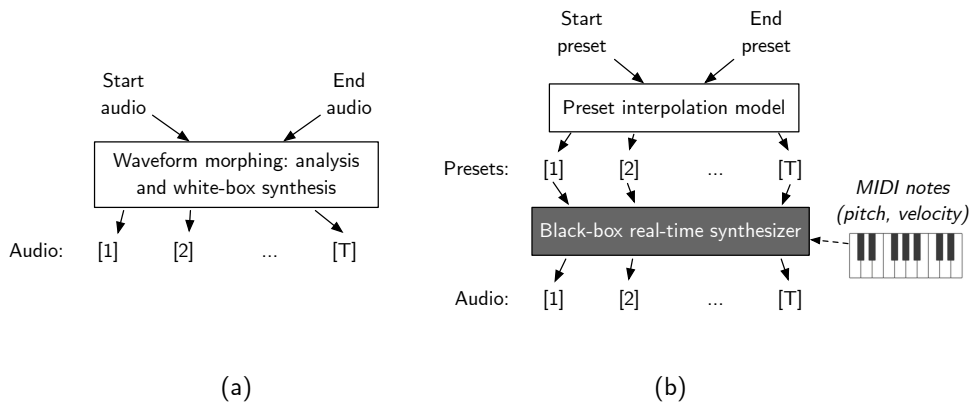 Start
audio
End
audio
Waveform morphing: analysis
and white-box synthesis
Audio: [1] [2] ... [T]
(a)
Start
preset
End
preset
Preset interpolation model
Presets: [1] [2] ... [T]
MIDI notes
(pitch, velocity)
Black-box real-time synthesizer
Audio: [1] [2] ... [T]
(b)